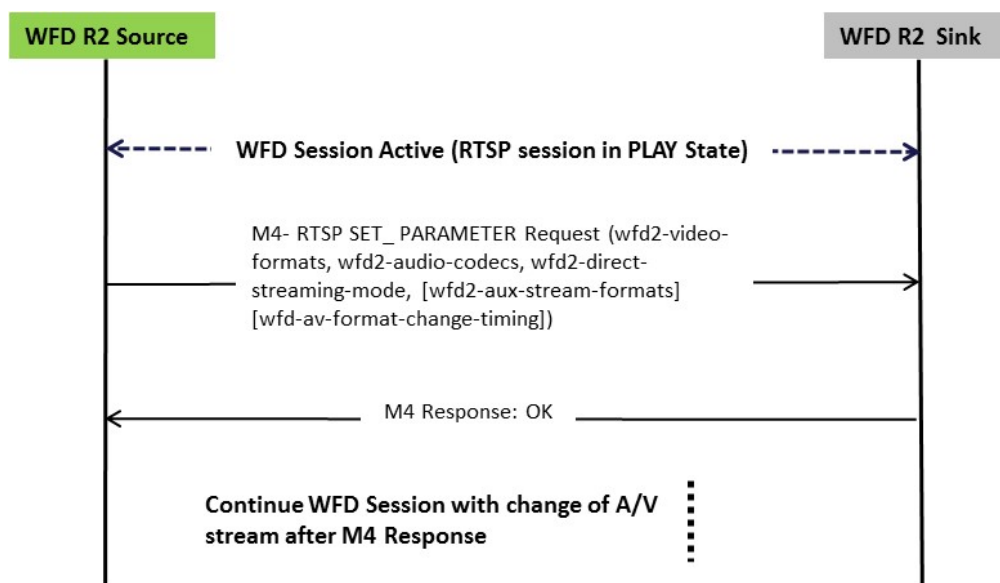 WFD R2 Source
WFD R2 Sink
WFD Session Active (RTSP session in PLAY State)
M4- RTSP SET_ PARAMETER Request (wfd2-video-
formats, wfd2-audio-codecs, wfd2-direct-
streaming-mode, [wfd2-aux-stream-formats]
[wfd-av-format-change-timing])
M4 Response: OK
Continue WFD Session with change of A/V
stream after M4 Response